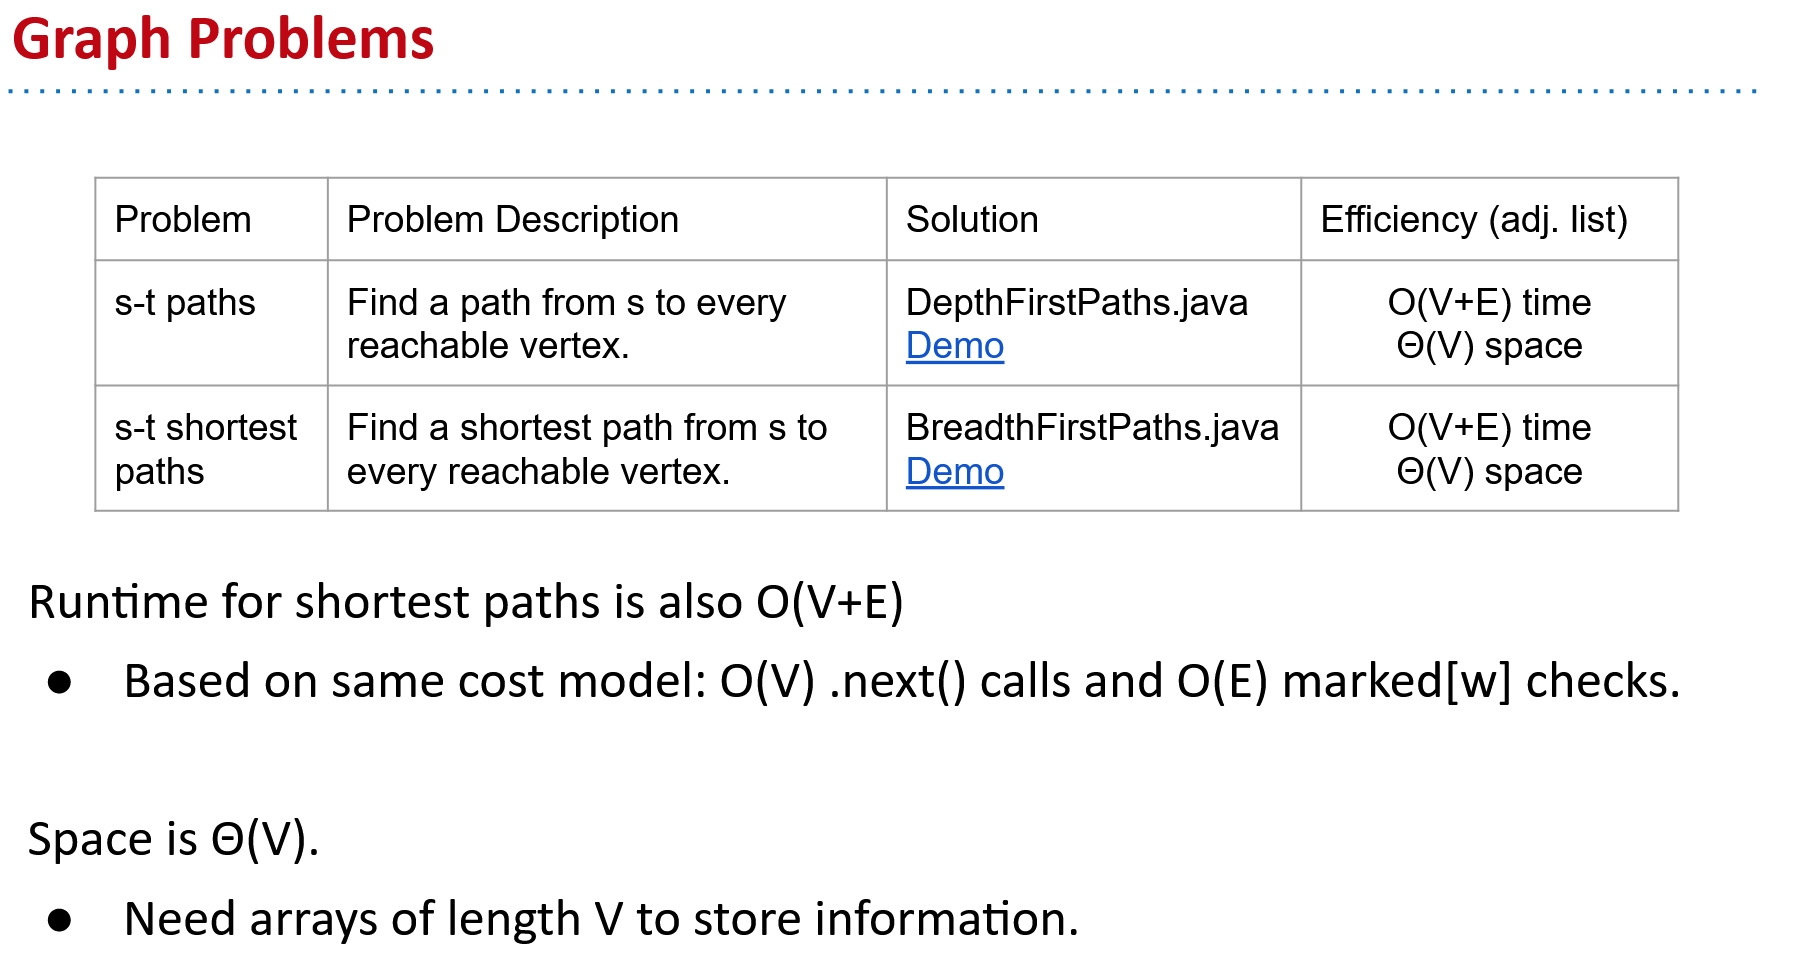 Graph Problems
Problem
Problem Description
Solution
Efficiency (adj. list)
s-t paths
Find a path from s to every
reachable vertex.
DepthFirstPaths.java
Demo
O(V+E) time
Θ(V) space
s-t shortest
paths
Find a shortest path from s to
every reachable vertex.
BreadthFirstPaths.java
Demo
O(V+E) time
Θ(V) space
Runtime for shortest paths is also O(V+E)
● Based on same cost model: O(V) .next() calls and O(E) marked[w] checks.
Space is Θ(V).
● Need arrays of length V to store information.